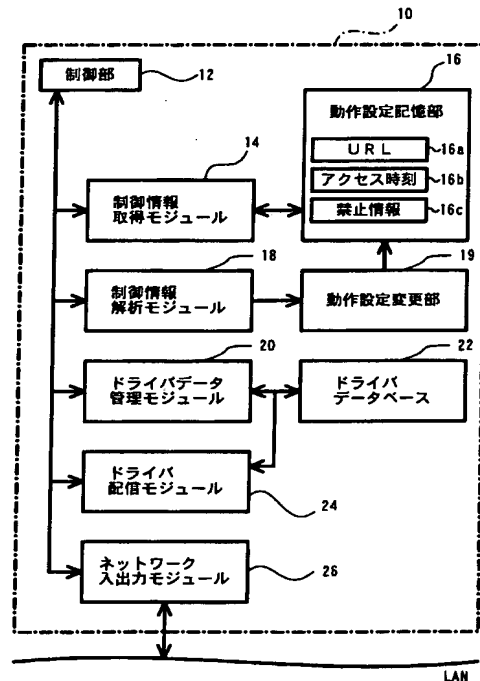 10
制御部
12
16
動作設定記憶部
URL
16a
アクセス時刻
16b
禁止情報
16c
14
制御情報
取得モジュール
18
制御情報
解析モジュール
19
動作設定変更部
20
ドライバデータ
管理モジュール
22
ドライバ
データベース
ドライバ
配信モジュール
24
ネットワーク
入出力モジュール
26
LAN